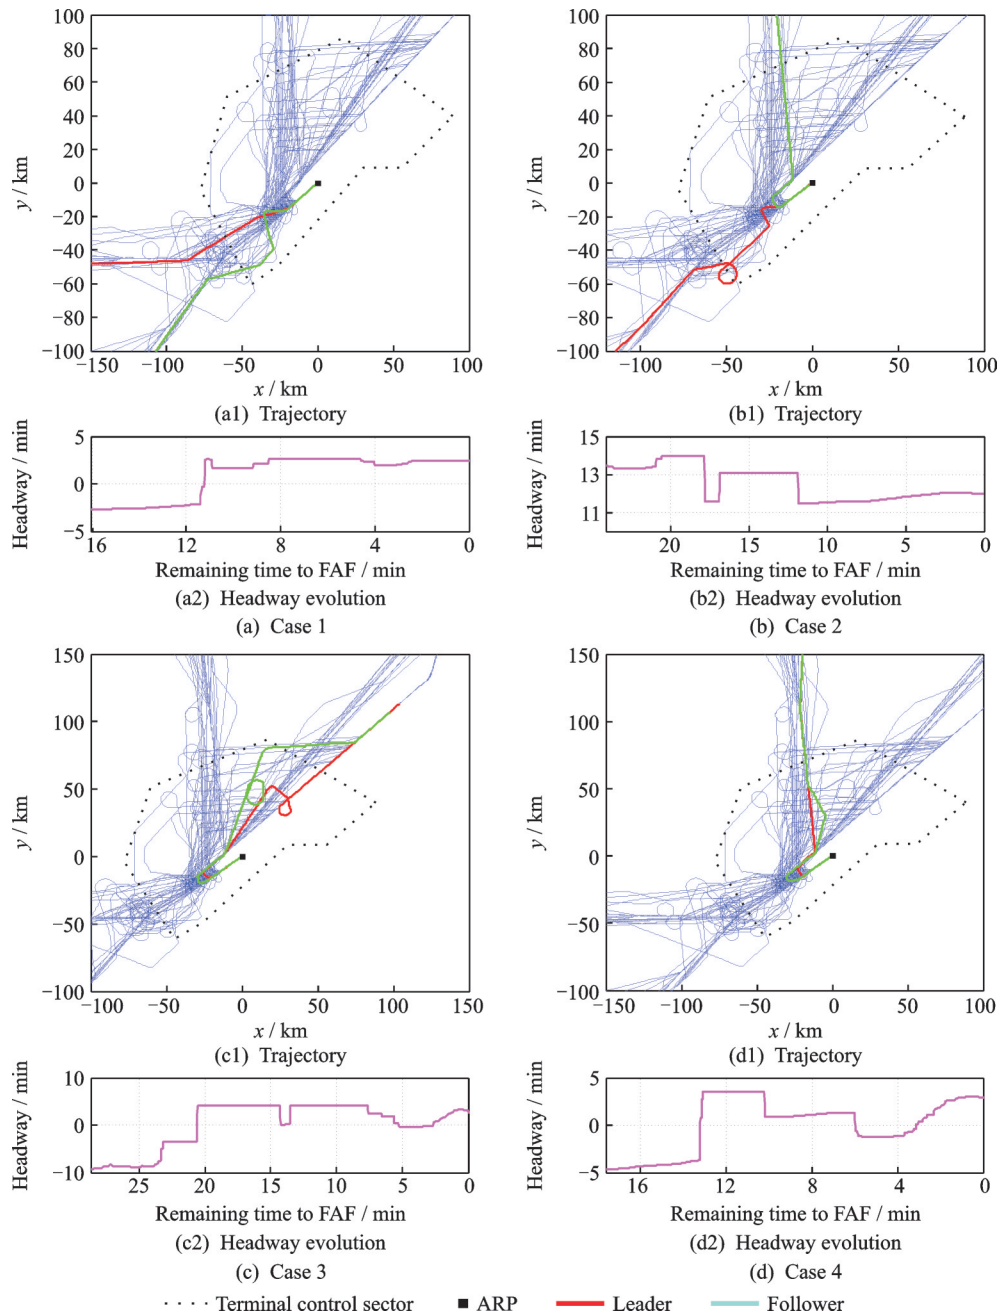 100
80
60
40
20
0
−20
−40
−60
−80
−100
y / km
−150
−100
−50
0
50
100
x / km
(a1) Trajectory
100
80
60
40
20
0
−20
−40
−60
−80
−100
y / km
−100
−50
0
50
100
x / km
(b1) Trajectory
5
0
−5
Headway / min
16
12
8
4
0
Remaining time to FAF / min
(a2) Headway evolution
(a) Case 1
15
13
11
Headway / min
20
15
10
5
0
Remaining time to FAF / min
(b2) Headway evolution
(b) Case 2
150
100
50
0
−50
−100
y / km
−100
−50
0
50
100
150
x / km
(c1) Trajectory
150
100
50
0
−50
−100
y / km
−100
−50
0
50
100
x / km
(d1) Trajectory
10
0
−10
Headway / min
25
20
15
10
5
0
Remaining time to FAF / min
(c2) Headway evolution
(c) Case 3
5
0
−5
Headway / min
16
12
8
4
0
Remaining time to FAF / min
(d2) Headway evolution
(d) Case 4
Terminal control sector
ARP
Leader
Follower